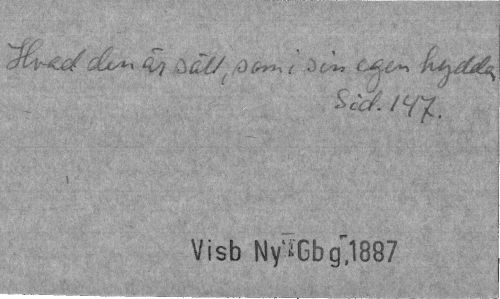 Hvad den är säll, som i sin egen hydda
Sid. 147.
Visb Ny Gbg, 1887